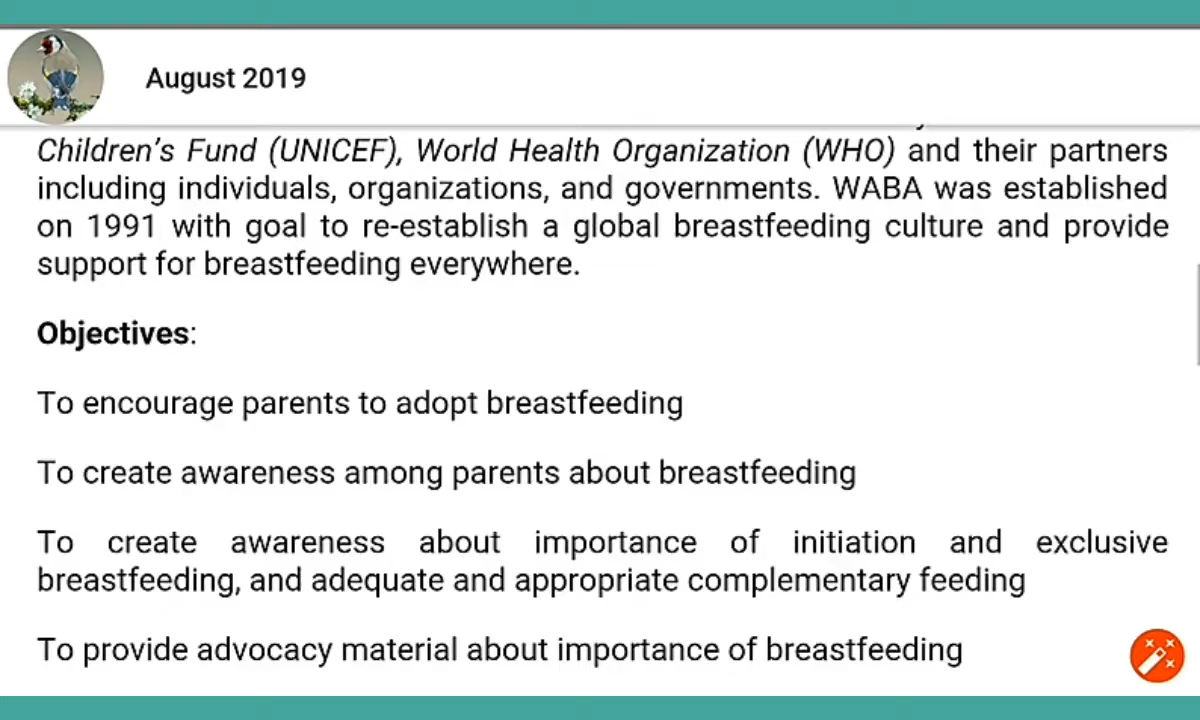 August 2019
Children's Fund (UNICEF), World Health Organization (WHO) and their partners
including individuals, organizations, and governments. WABA was established
on 1991 with goal to re-establish a global breastfeeding culture and provide
support for breastfeeding everywhere.
Objectives:
To encourage parents to adopt breastfeeding
To create awareness among parents about breastfeeding
To create awareness about importance of initiation and exclusive
breastfeeding, and adequate and appropriate complementary feeding
To provide advocacy material about importance of breastfeeding